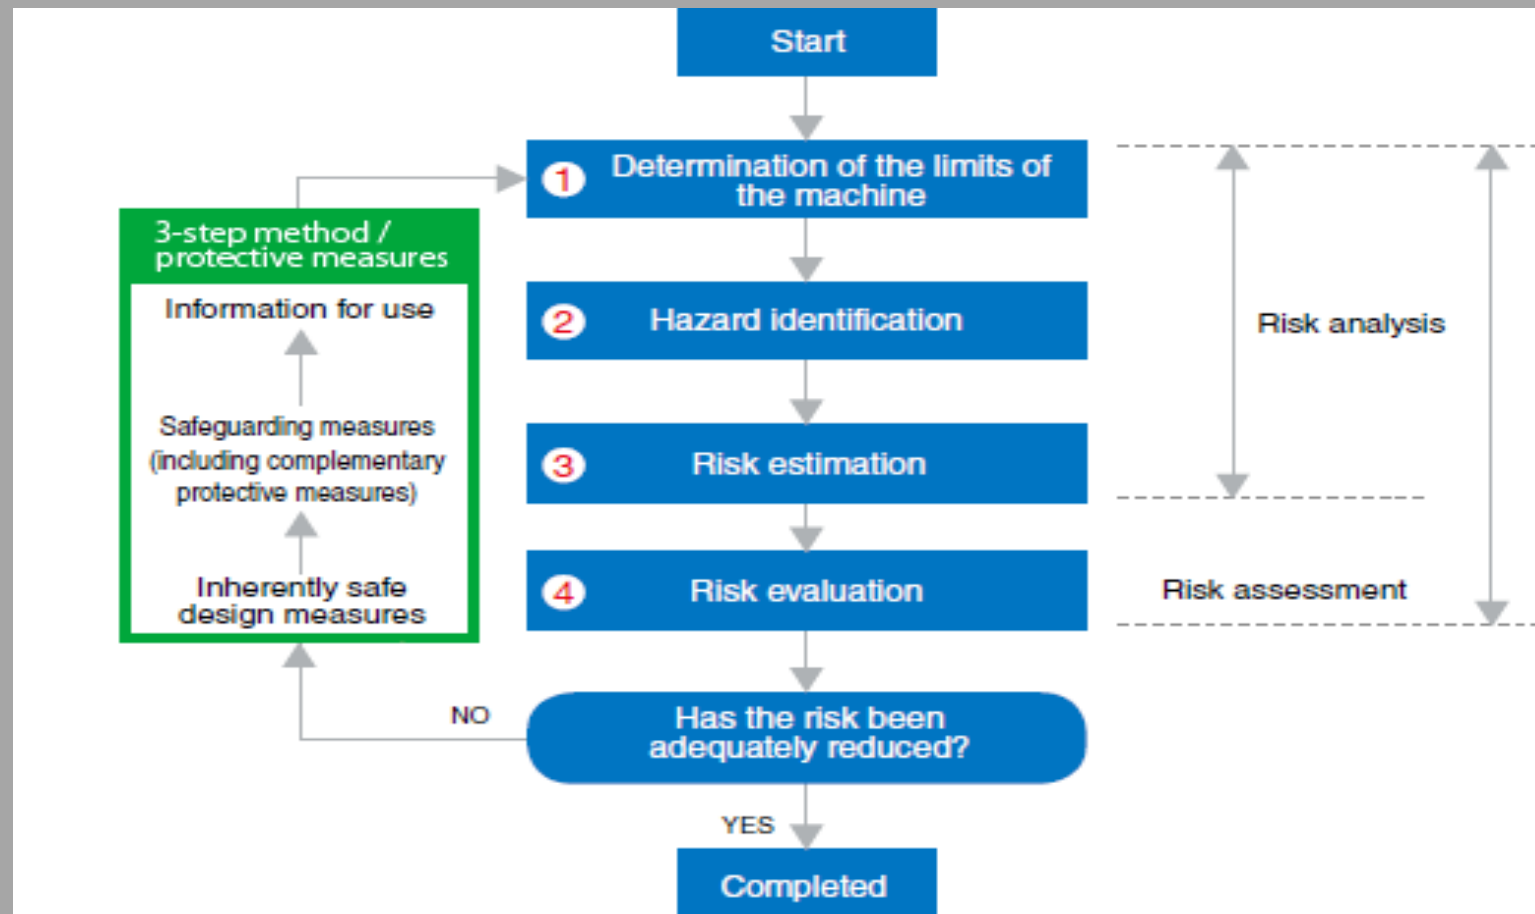 Start
1
Determination of the limits of
the machine
3-step method /
protective measures
Information for use
Safeguarding measures
(including complementary
protective measures)
Inherently safe
design measures
2
Hazard identification
Risk analysis
3
Risk estimation
4
Risk evaluation
Risk assessment
NO
Has the risk been
adequately reduced?
YES
Completed